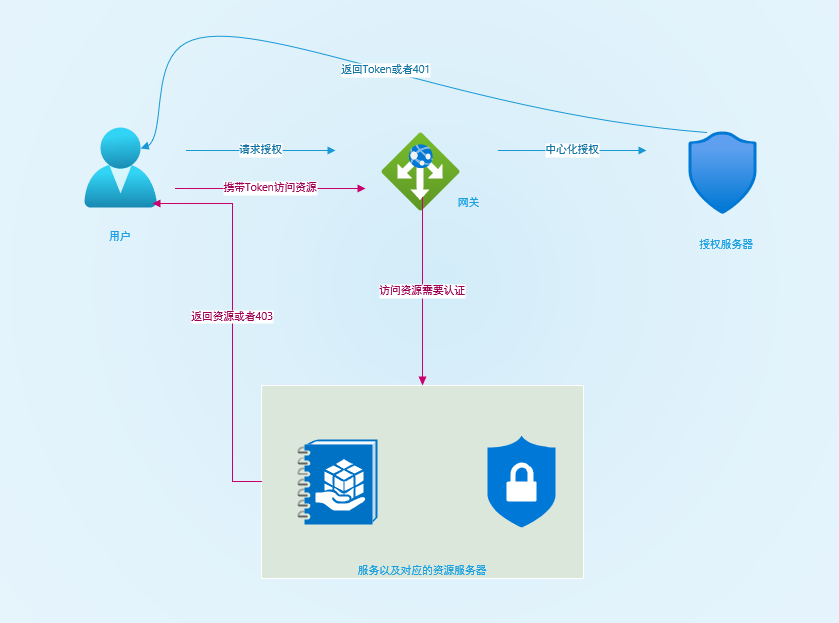 返回Token或者401
请求授权
中心化授权
携带Token访问资源
网关
用户
授权服务器
访问资源需要认证
返回资源或者403
服务以及对应的资源服务器